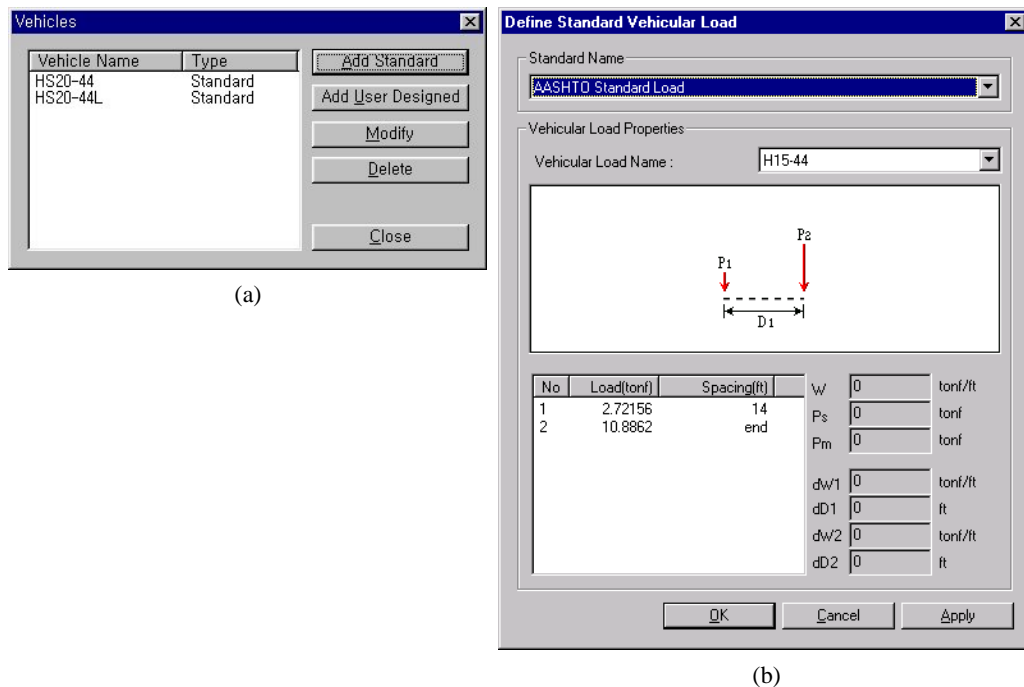 Vehicles
Vehicle Name Type
HS20-44 Standard
HS20-44L Standard
Add Standard
Add User Designed
Modify
Delete
Close
(a)
Define Standard Vehicular Load
Standard Name
AASHTO Standard Load
Vehicular Load Properties
Vehicular Load Name : H15-44
P1
P2
D1
No Load(tonf) Spacing(ft)
1 2.72156 14
2 10.8862 end
W 0 tonf/ft
Ps 0 tonf
Pm 0 tonf
dW1 0 tonf/ft
dD1 0 ft
dW2 0 tonf/ft
dD2 0 ft
OK Cancel Apply
(b)